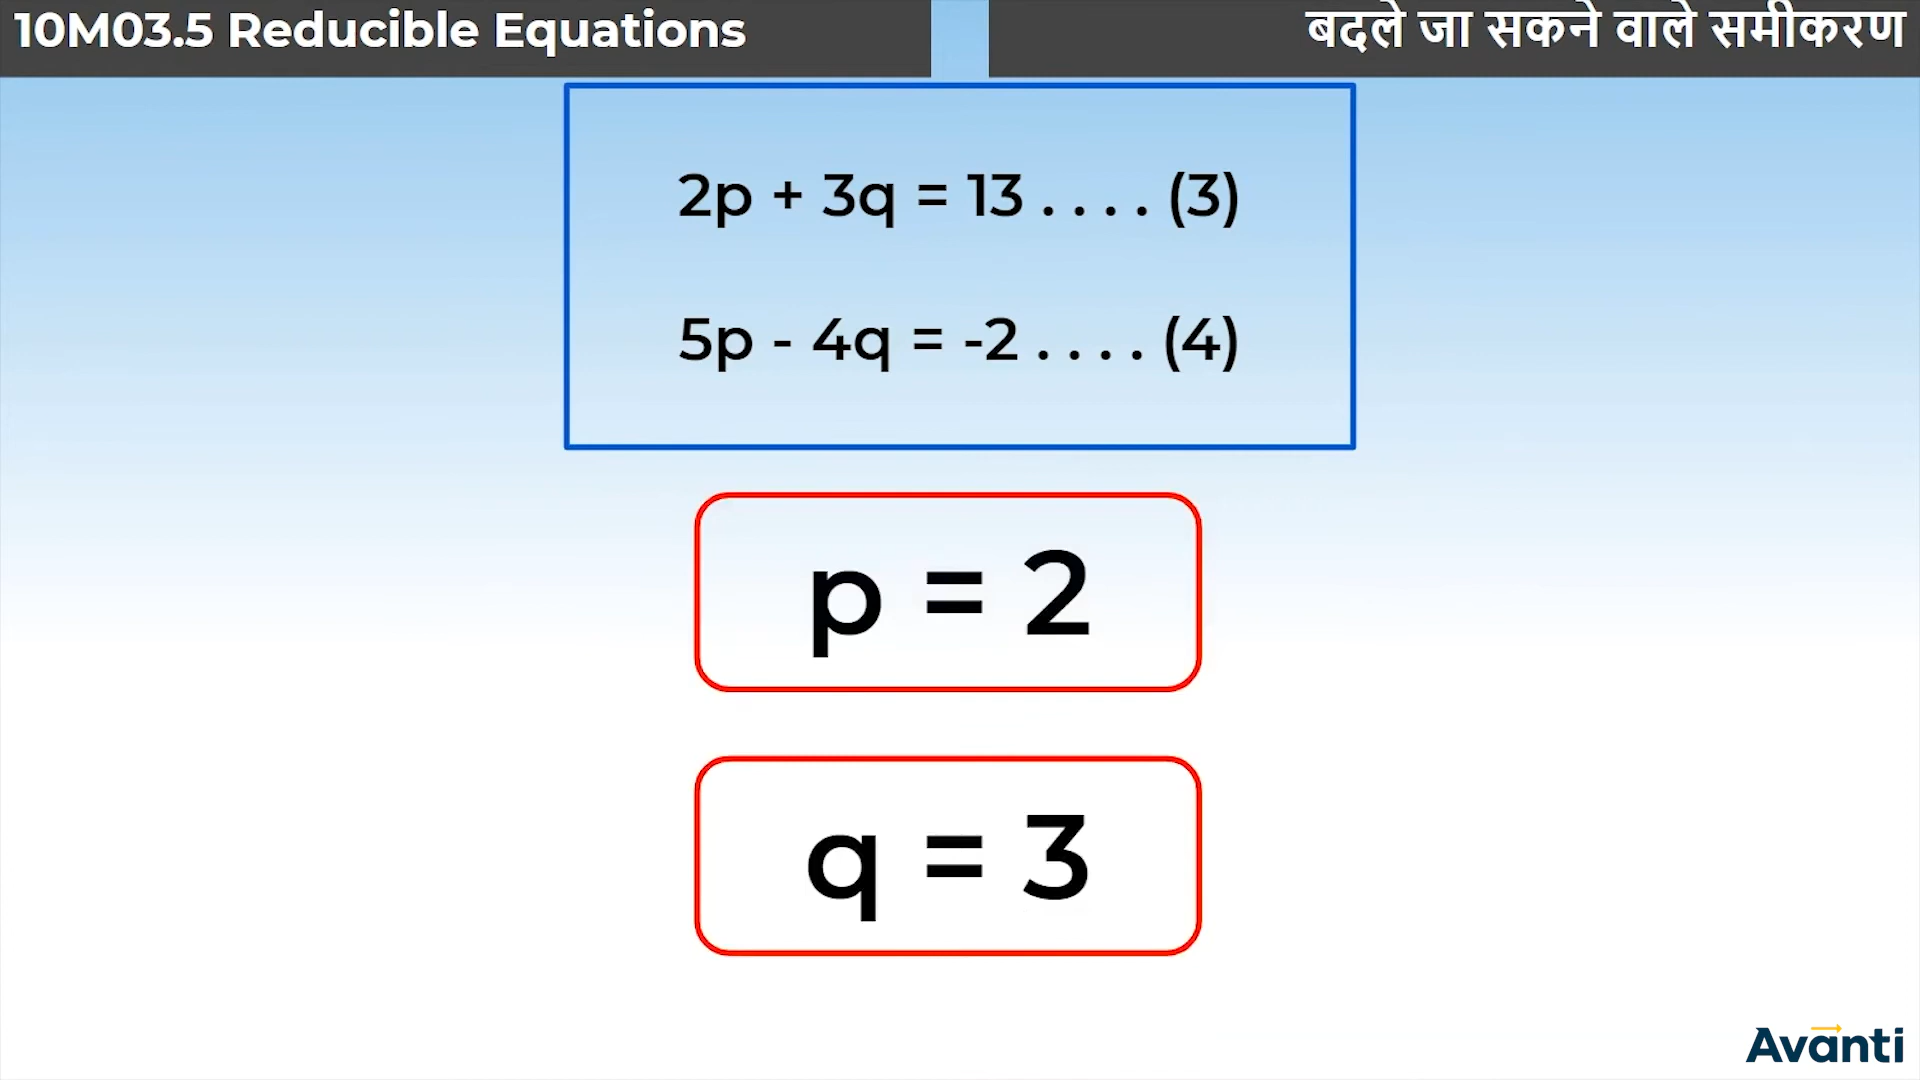 10M03.5 Reducible Equations
बदले जा सकने वाले समीकरण
2p + 3q = 13 . . . . (3)
5p - 4q = -2 . . . . (4)
p = 2
q = 3
Avanti